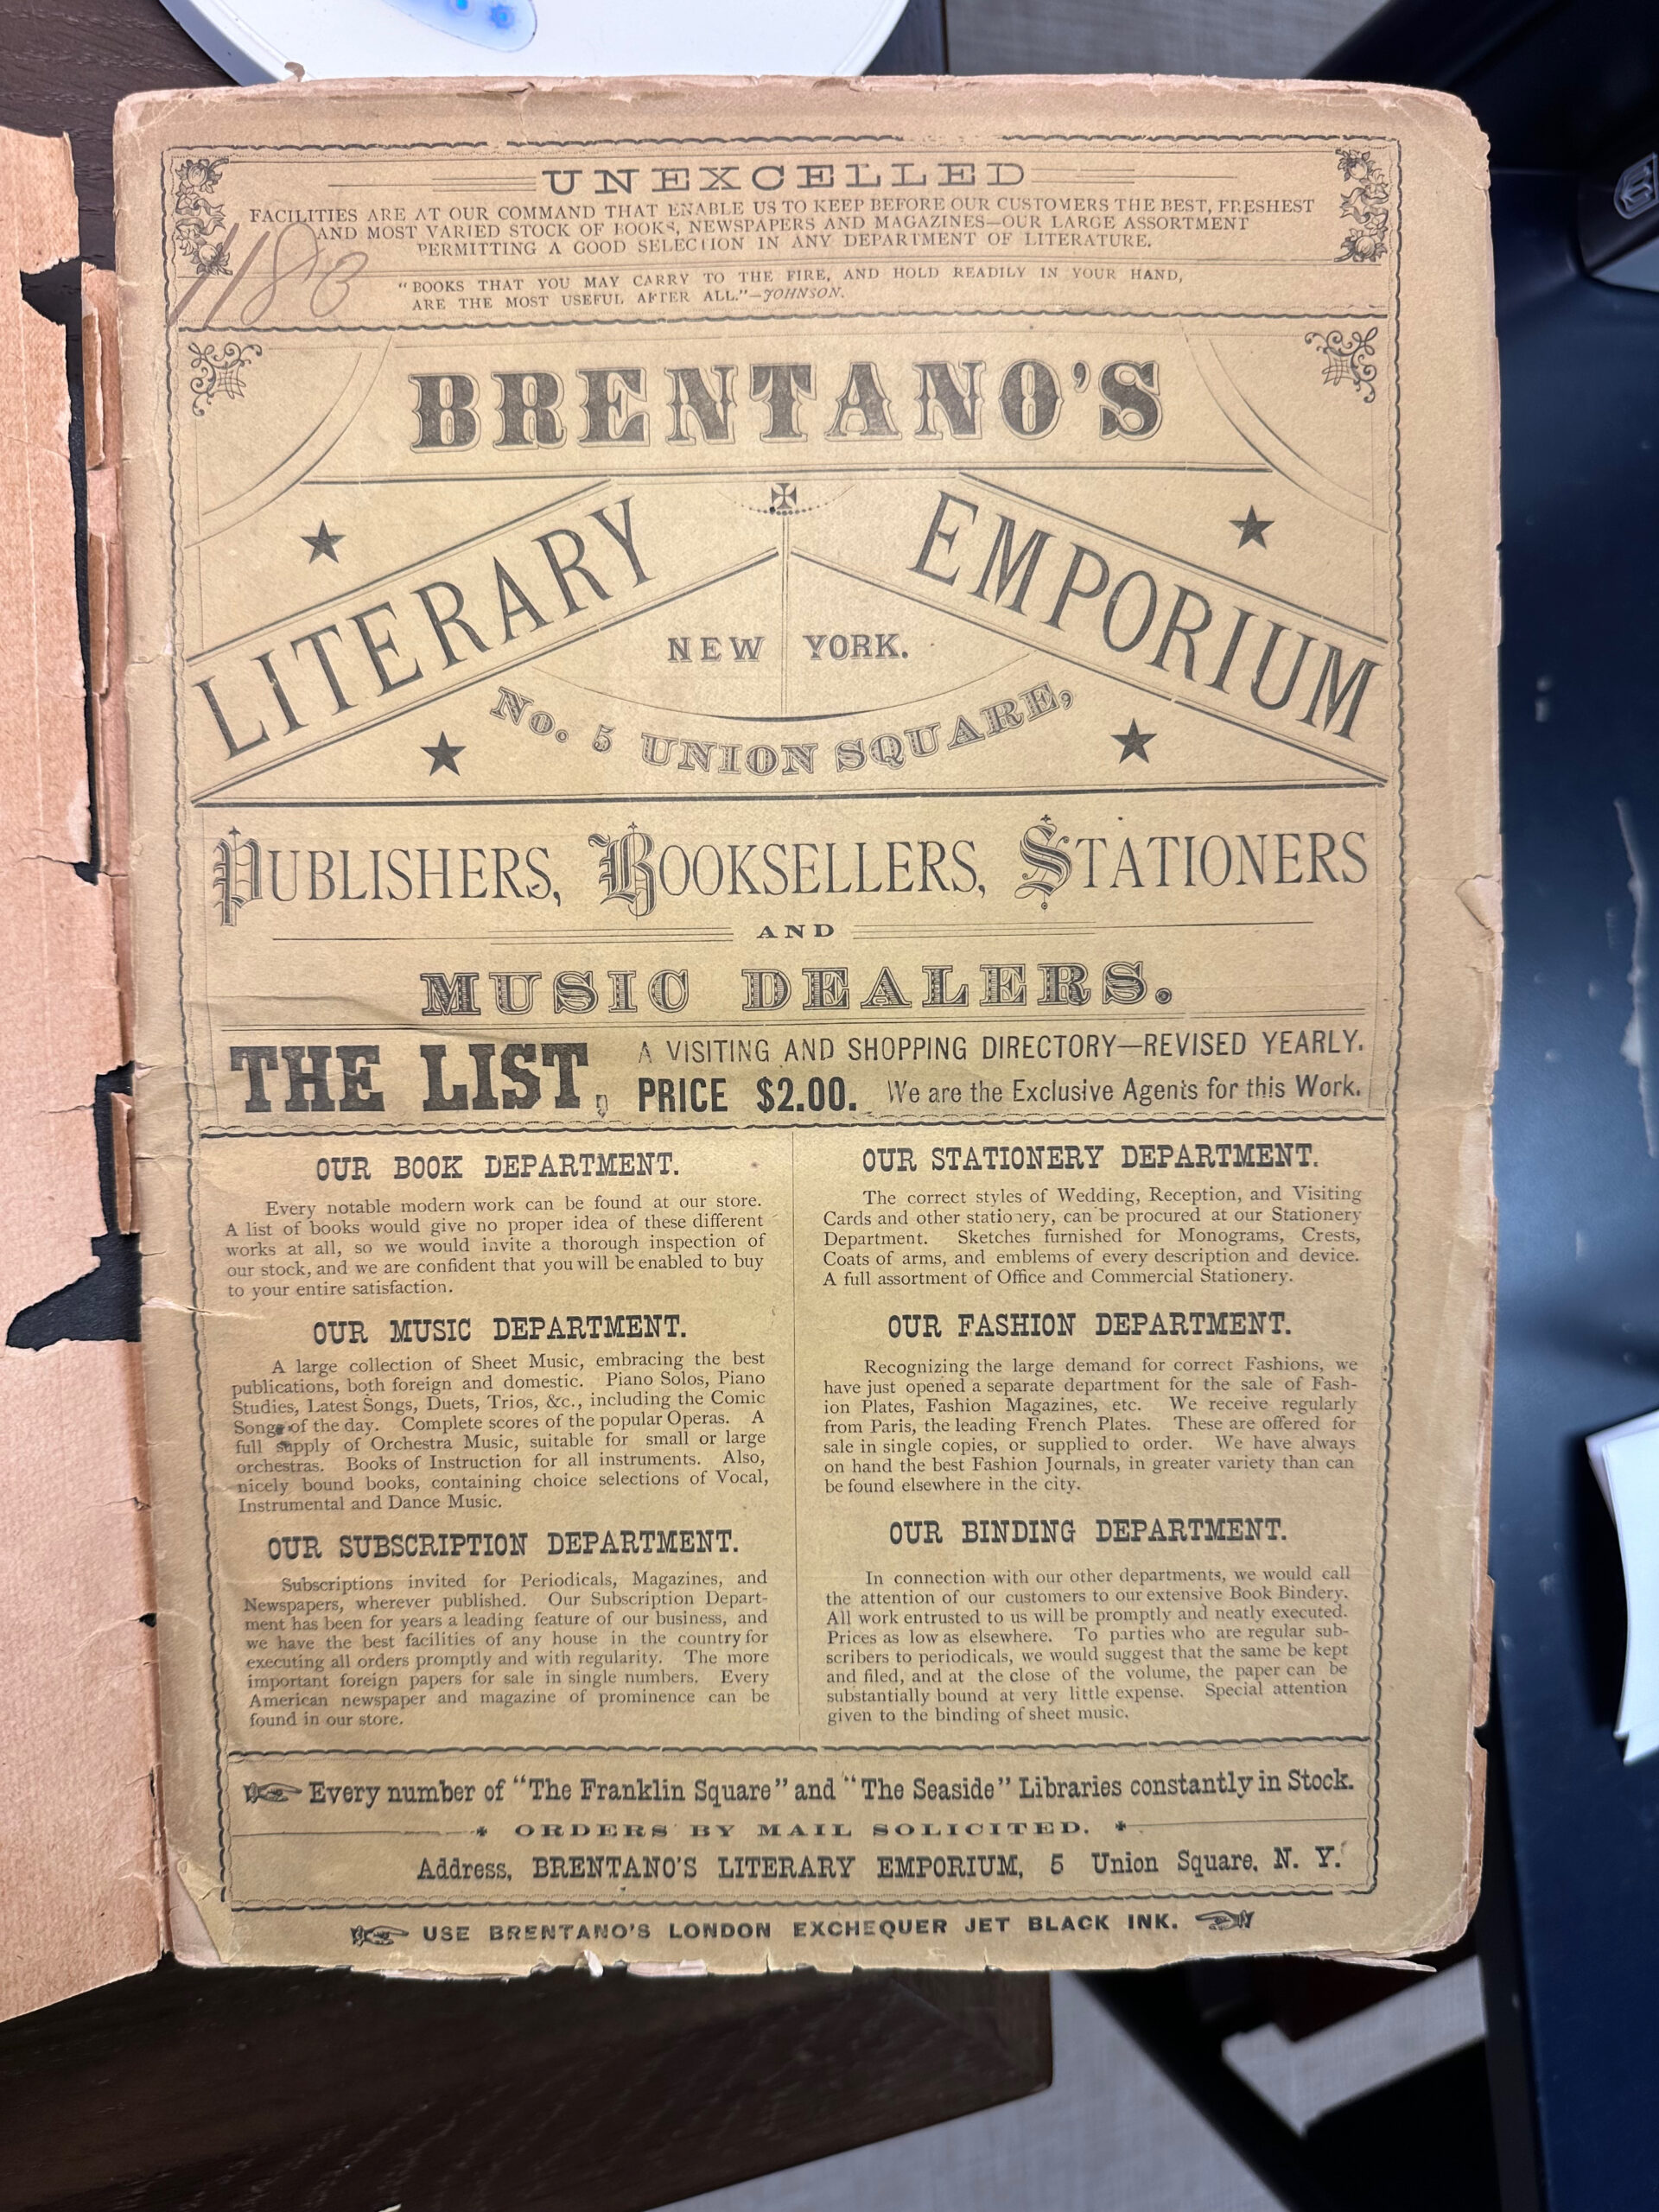 UNEXCELLED
FACILITIES ARE AT OUR COMMAND THAT ENABLE US TO KEEP BEFORE OUR CUSTOMERS THE BEST, FRESHEST
AND MOST VARIED STOCK OF BOOKS, NEWSPAPERS AND MAGAZINES—OUR LARGE ASSORTMENT
PERMITTING A GOOD SELECTION IN ANY DEPARTMENT OF LITERATURE.
"BOOKS THAT YOU MAY CARRY TO THE FIRE, AND HOLD READILY IN YOUR HAND,
ARE THE MOST USEFUL AFTER ALL."—JOHNSON.
BRENTANO'S
LITERARY EMPORIUM
NEW YORK.
No. 5 UNION SQUARE,
PUBLISHERS, BOOKSELLERS, STATIONERS
AND
MUSIC DEALERS.
THE LIST, A VISITING AND SHOPPING DIRECTORY—REVISED YEARLY.
PRICE $2.00. We are the Exclusive Agents for this Work.
OUR BOOK DEPARTMENT.
Every notable modern work can be found at our store.
A list of books would give no proper idea of these different
works at all, so we would invite a thorough inspection of
our stock, and we are confident that you will be enabled to buy
to your entire satisfaction.
OUR MUSIC DEPARTMENT.
A large collection of Sheet Music, embracing the best
publications, both foreign and domestic. Piano Solos, Piano
Studies, Latest Songs, Duets, Trios, &c., including the Comic
Songs of the day. Complete scores of the popular Operas. A
full supply of Orchestra Music, suitable for small or large
orchestras. Books of Instruction for all instruments. Also,
nicely bound books, containing choice selections of Vocal,
Instrumental and Dance Music.
OUR SUBSCRIPTION DEPARTMENT.
Subscriptions invited for Periodicals, Magazines, and
Newspapers, wherever published. Our Subscription Depart-
ment has been for years a leading feature of our business, and
we have the best facilities of any house in the country for
executing all orders promptly and with regularity. The more
important foreign papers for sale in single numbers. Every
American newspaper and magazine of prominence can be
found in our store.
OUR STATIONERY DEPARTMENT.
The correct styles of Wedding, Reception, and Visiting
Cards and other stationery, can be procured at our Stationery
Department. Sketches furnished for Monograms, Crests,
Coats of arms, and emblems of every description and device.
A full assortment of Office and Commercial Stationery.
OUR FASHION DEPARTMENT.
Recognizing the large demand for correct Fashions, we
have just opened a separate department for the sale of Fash-
ion Plates, Fashion Magazines, etc. We receive regularly
from Paris, the leading French Plates. These are offered for
sale in single copies, or supplied to order. We have always
on hand the best Fashion Journals, in greater variety than can
be found elsewhere in the city.
OUR BINDING DEPARTMENT.
In connection with our other departments, we would call
the attention of our customers to our extensive Book Bindery.
All work entrusted to us will be promptly and neatly executed.
Prices as low as elsewhere. To parties who are regular sub-
scribers to periodicals, we would suggest that the same be kept
and filed, and at the close of the volume, the paper can be
substantially bound at very little expense. Special attention
given to the binding of sheet music.
Every number of "The Franklin Square" and "The Seaside" Libraries constantly in Stock.
ORDERS BY MAIL SOLICITED.
Address, BRENTANO'S LITERARY EMPORIUM, 5 Union Square, N. Y.
USE BRENTANO'S LONDON EXCHEQUER JET BLACK INK.